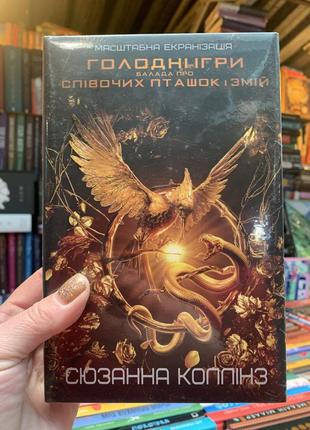 МАСШТАБНА ЕКРАНІЗАЦІЯ
ГОЛОДНІ ІГРИ
БАЛАДА ПРО
СПІВОЧИХ ПТАШОК І ЗМІЙ
СЮЗАННА КОЛЛІНЗ